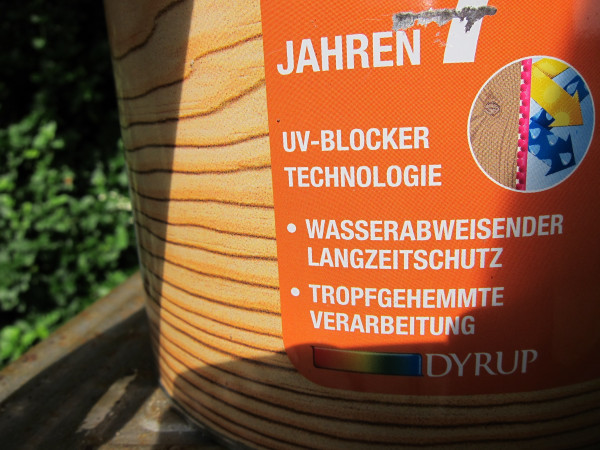 JAHREN
UV-BLOCKER
TECHNOLOGIE
• WASSERABWEISENDER
LANGZEITSCHUTZ
• TROPFGEHEMMTE
VERARBEITUNG
DYRUP